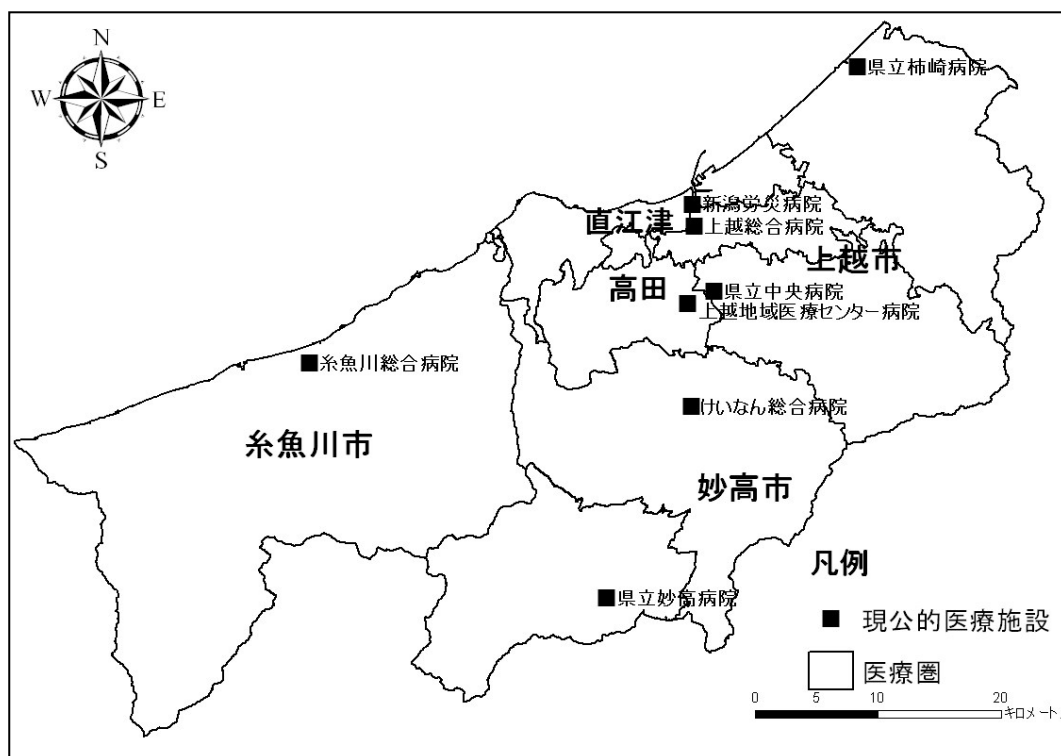 N
W
E
S
県立柿崎病院
新潟労災病院
直江津
上越総合病院
上越市
高田
県立中央病院
上越地域医療センター病院
糸魚川総合病院
けいなん総合病院
糸魚川市
妙高市
凡例
県立妙高病院
現公的医療施設
医療圏
0 5 10 20
キロメート